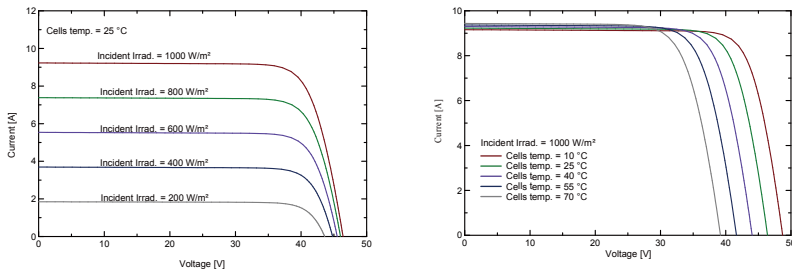 12
10
8
6
4
2
0
Current [A]
Cells temp. = 25 °C
Incident Irrad. = 1000 W/m²
Incident Irrad. = 800 W/m²
Incident Irrad. = 600 W/m²
Incident Irrad. = 400 W/m²
Incident Irrad. = 200 W/m²
0 10 20 30 40 50
Voltage [V]
10
8
6
4
2
0
Current [A]
Incident Irrad. = 1000 W/m²
Cells temp. = 10 °C
Cells temp. = 25 °C
Cells temp. = 40 °C
Cells temp. = 55 °C
Cells temp. = 70 °C
0 10 20 30 40 50
Voltage [V]